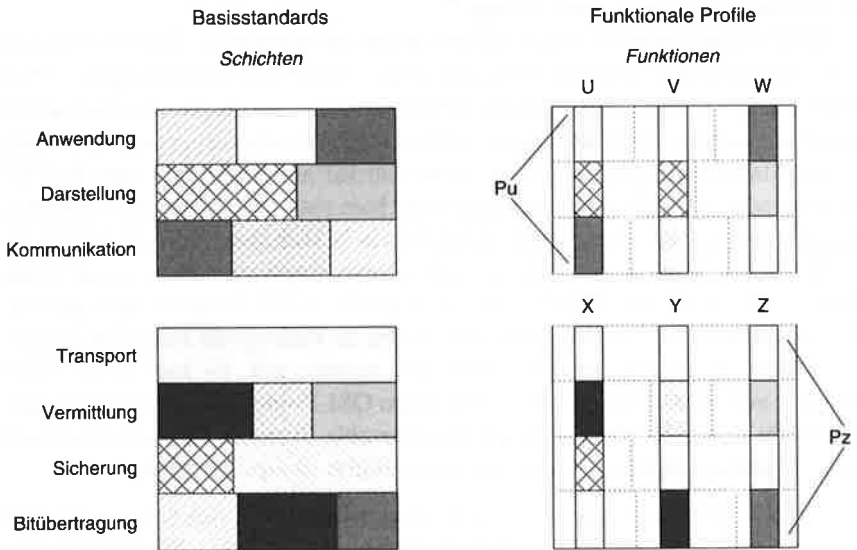 Basisstandards
Funktionale Profile
Schichten
Funktionen
U V W
Anwendung
Darstellung
Pu
Kommunikation
X Y Z
Transport
Vermittlung
Pz
Sicherung
Bitübertragung